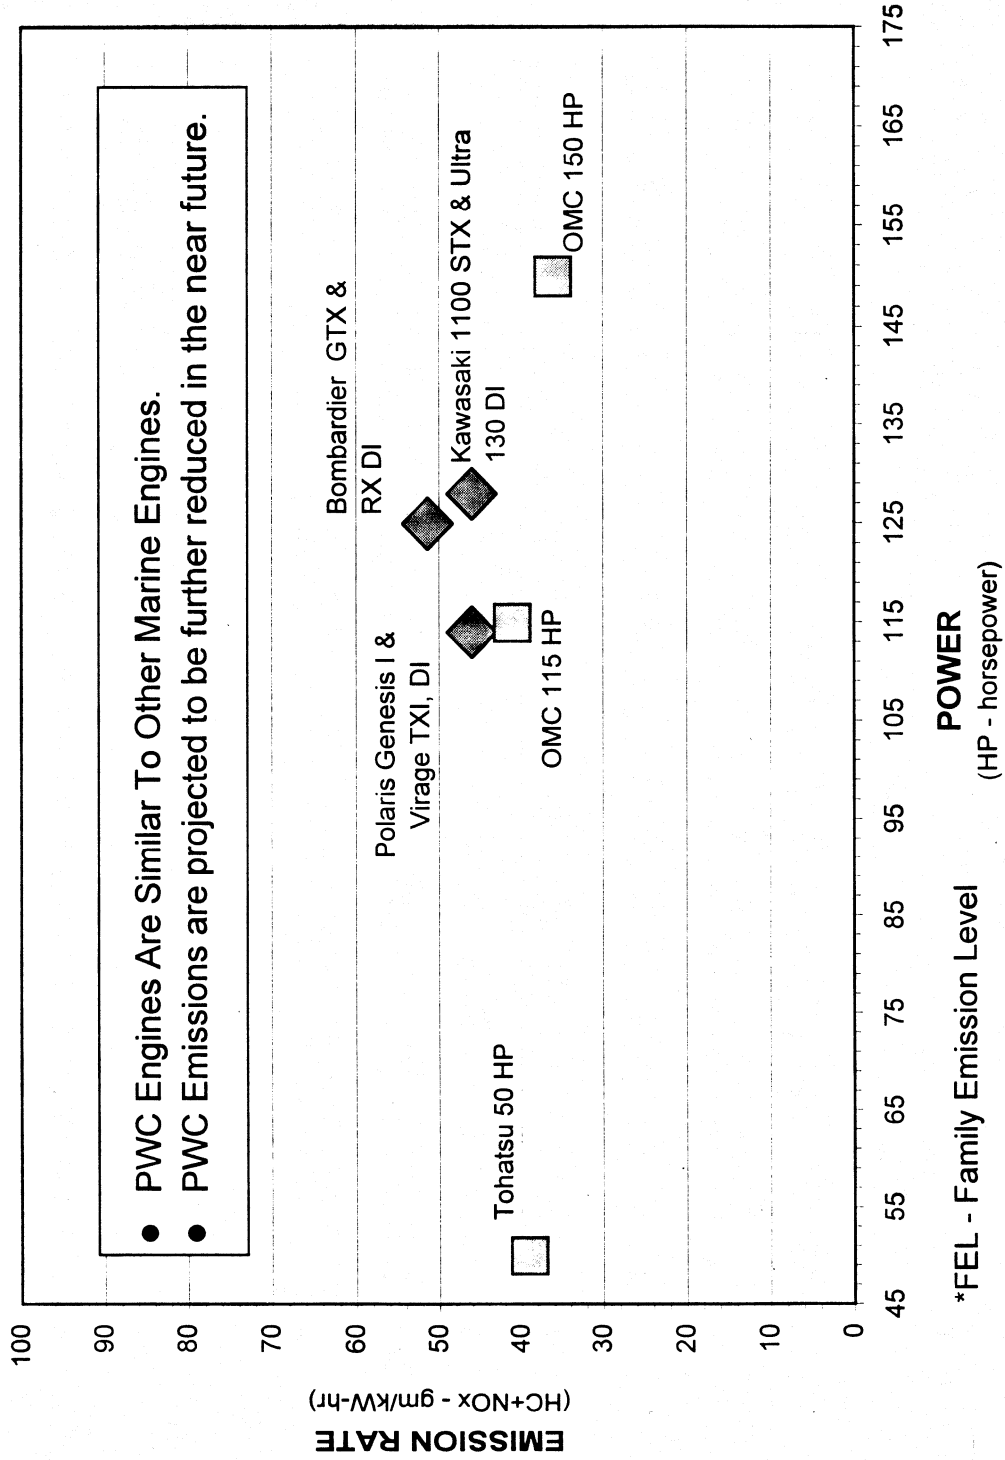 ● PWC Engines Are Similar To Other Marine Engines.
● PWC Emissions are projected to be further reduced in the near future.
100
90
80
70
60
50
40
30
20
10
0
EMISSION RATE
(HC+NOx - gm/kW-hr)
Bombardier GTX &
RX DI
Polaris Genesis I &
Virage TXI, DI
Kawasaki 1100 STX & Ultra
130 DI
Tohatsu 50 HP
OMC 115 HP
OMC 150 HP
45
55
65
75
85
95
105
115
125
135
145
155
165
175
POWER
(HP - horsepower)
*FEL - Family Emission Level